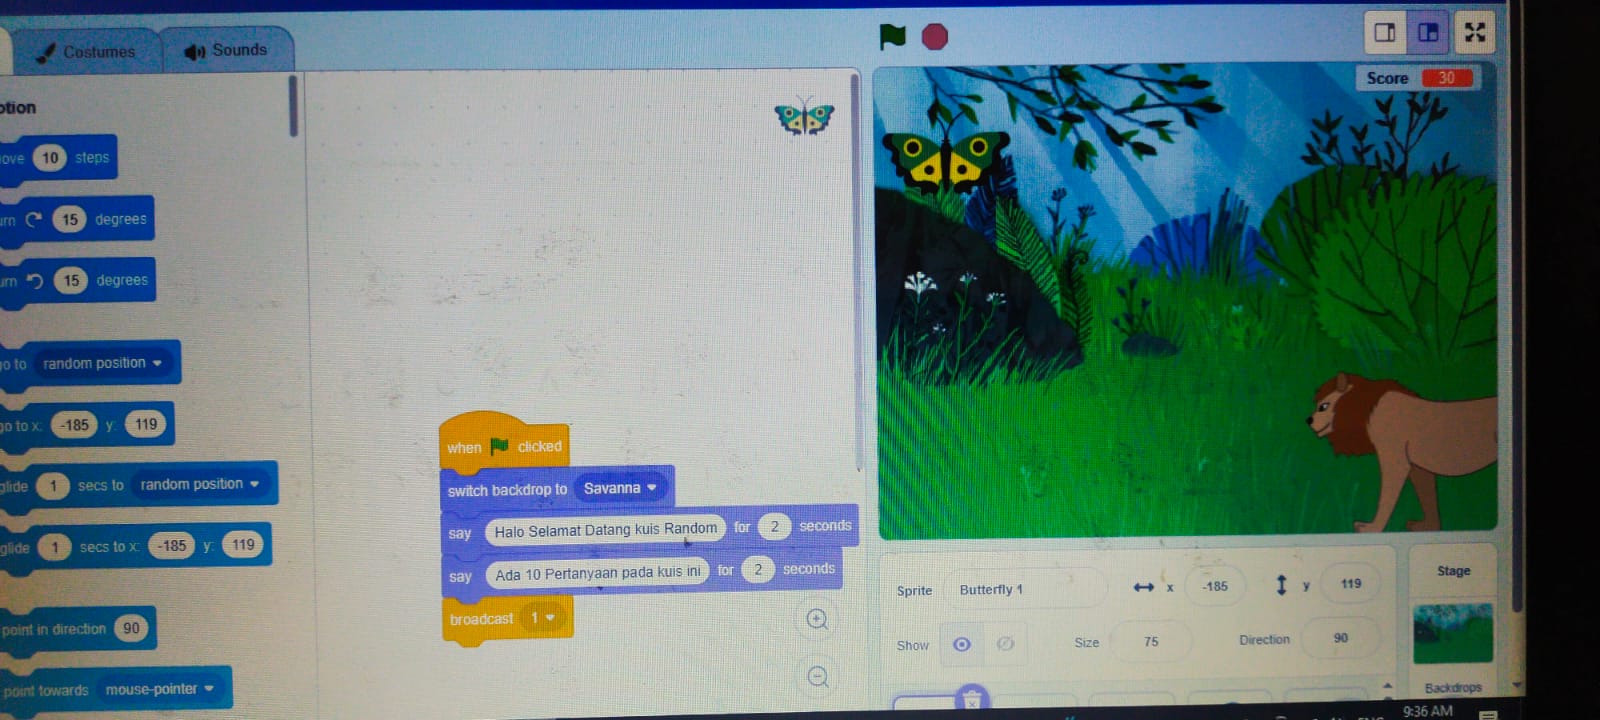 Costumes
Sounds
Score 30
otion
ove 10 steps
urn 15 degrees
urn 15 degrees
go to random position
go to x: -185 y: 119
glide 1 secs to random position
glide 1 secs to x: -185 y: 119
point in direction 90
point towards mouse-pointer
when clicked
switch backdrop to Savanna
say Halo Selamat Datang kuis Random for 2 seconds
say Ada 10 Pertanyaan pada kuis ini for 2 seconds
broadcast 1
Sprite Butterfly 1 x -185 y 119
Show Size 75 Direction 90
Stage
Backdrops
9:36 AM